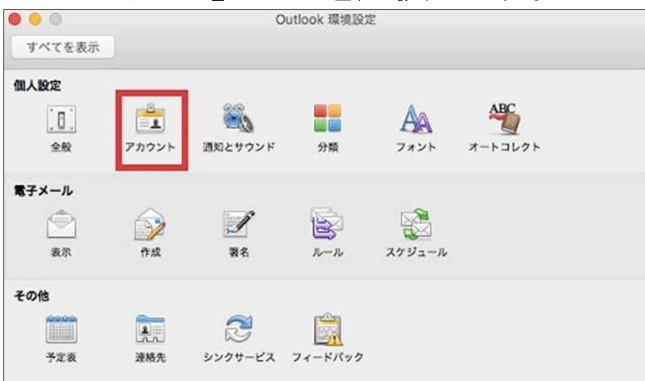 Outlook 環境設定
すべてを表示
個人設定
全般 アカウント 通知とサウンド 分類 フォント オートコレクト
電子メール
表示 作成 署名 ルール スケジュール
その他
予定表 連絡先 シンクサービス フィードバック